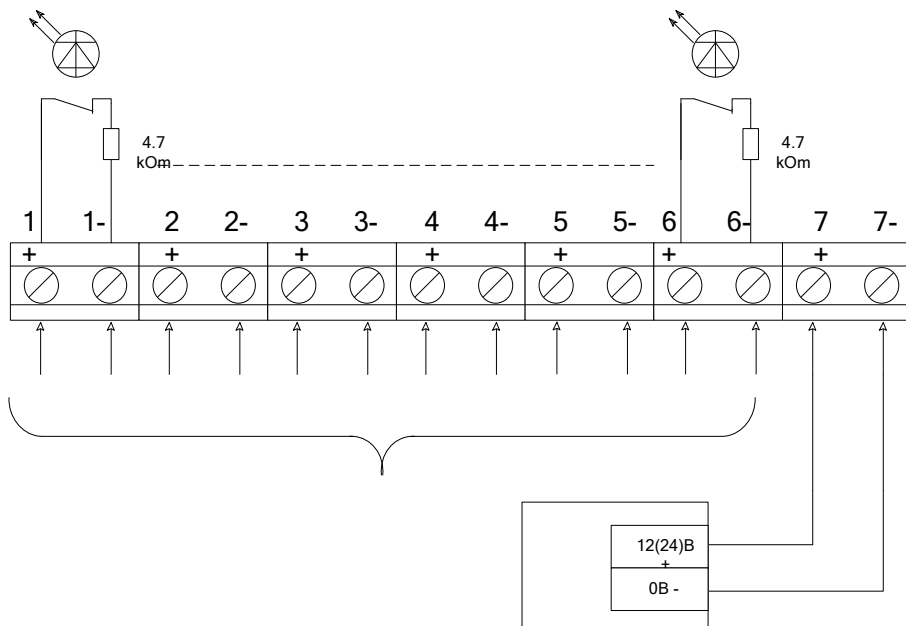 4.7
kOm
4.7
kOm
1 1- 2 2- 3 3- 4 4- 5 5- 6 6- 7 7-
+ + + + + + +
12(24)В
+
0В -